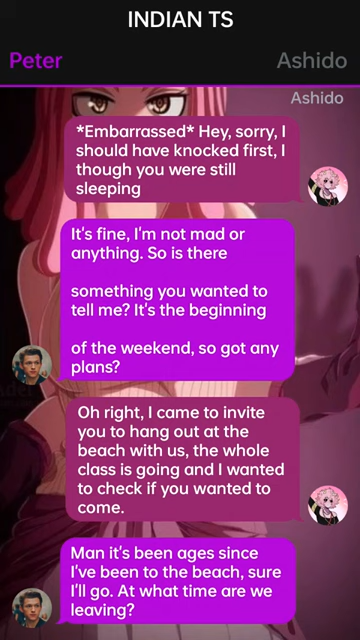 INDIAN TS
Peter
Ashido
Ashido
*Embarrassed* Hey, sorry, I
should have knocked first, I
though you were still
sleeping
It's fine, I'm not mad or
anything. So is there
something you wanted to
tell me? It's the beginning
of the weekend, so got any
plans?
Oh right, I came to invite
you to hang out at the
beach with us, the whole
class is going and I wanted
to check if you wanted to
come.
Man it's been ages since
I've been to the beach, sure
I'll go. At what time are we
leaving?